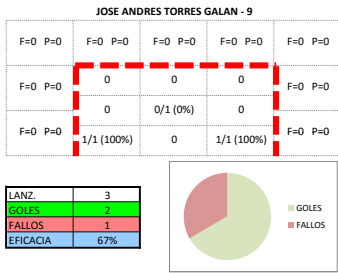 JOSE ANDRES TORRES GALAN - 9
F=0 P=0 F=0 P=0 F=0 P=0 F=0 P=0 F=0 P=0
F=0 P=0 0 0 0 F=0 P=0
0 0/1 (0%) 0
F=0 P=0 1/1 (100%) 0 1/1 (100%) F=0 P=0
LANZ. 3
GOLES 2
FALLOS 1
EFICACIA 67%
GOLES
FALLOS